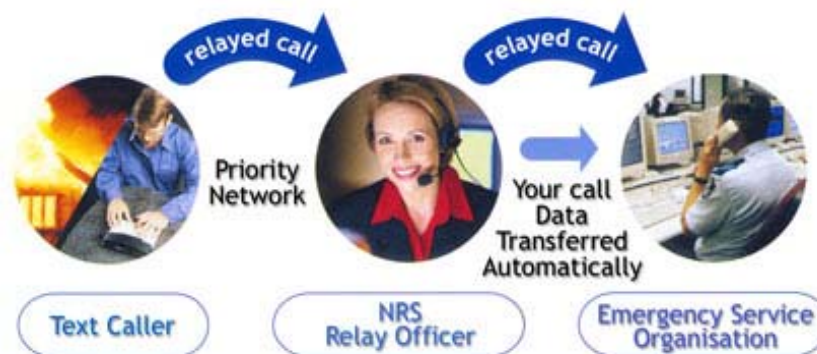 relayed call
relayed call
Priority
Network
Your call
Data
Transferred
Automatically
Text Caller
NRS
Relay Officer
Emergency Service
Organisation